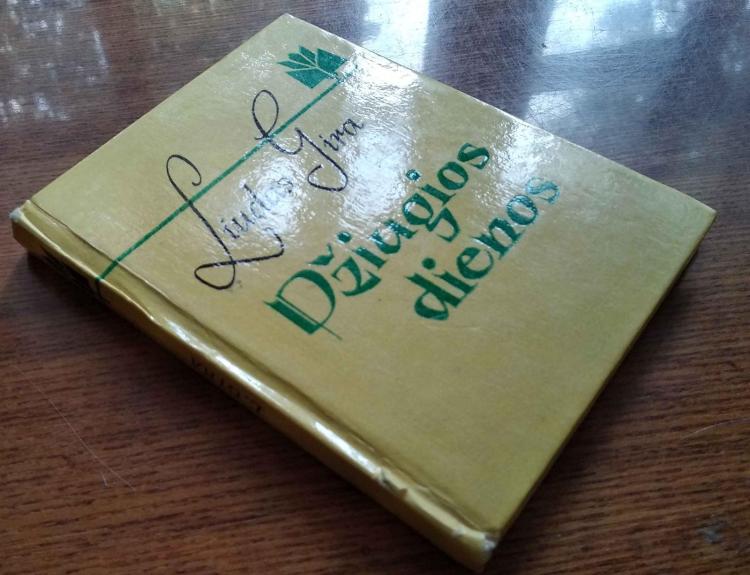 Liudas Gira
Džiugios
dienos